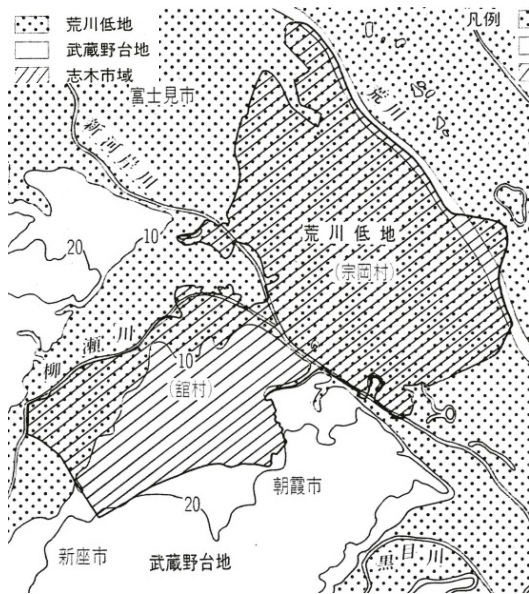 荒川低地
武蔵野台地
志木市域
凡例
富士見市
新河岸川
荒川
20
10
荒川低地
(宗岡村)
柳瀬川
10
(舘村)
朝霞市
20
新座市
武蔵野台地
黒目川